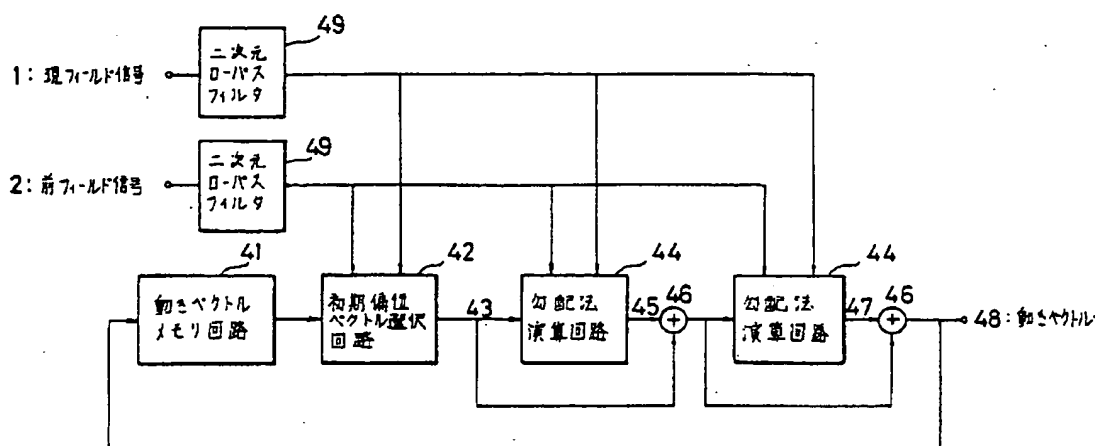 49
二次元
ローパス
フィルタ
1:現フィールド信号
49
二次元
ローパス
フィルタ
2:前フィールド信号
41
動きベクトル
メモリ回路
42
初期偏位
ベクトル選択
回路
43
44
勾配法
演算回路
45
46
44
勾配法
演算回路
47
46
48:動きベクトル